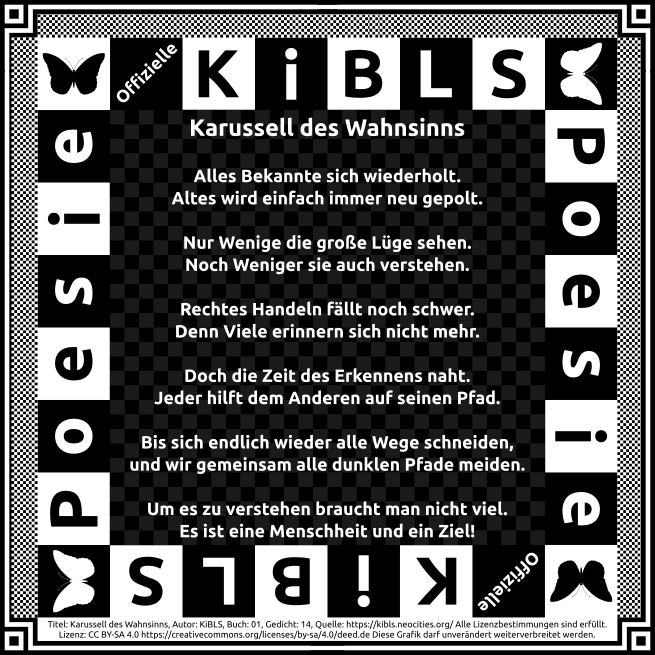 Offizielle
KiBLS
Poesie
Poesie
Karussell des Wahnsinns
Alles Bekannte sich wiederholt.
Altes wird einfach immer neu gepolt.
Nur Wenige die große Lüge sehen.
Noch Weniger sie auch verstehen.
Rechtes Handeln fällt noch schwer.
Denn Viele erinnern sich nicht mehr.
Doch die Zeit des Erkennens naht.
Jeder hilft dem Anderen auf seinen Pfad.
Bis sich endlich wieder alle Wege schneiden,
und wir gemeinsam alle dunklen Pfade meiden.
Um es zu verstehen braucht man nicht viel.
Es ist eine Menschheit und ein Ziel!
Offizielle
KiBLS
Titel: Karussell des Wahnsinns, Autor: KiBLS, Buch: 01, Gedicht: 14, Quelle: https://kibls.neocities.org/ Alle Lizenzbestimmungen sind erfüllt.
Lizenz: CC BY-SA 4.0 https://creativecommons.org/licenses/by-sa/4.0/deed.de Diese Grafik darf unverändert weiterverbreitet werden.